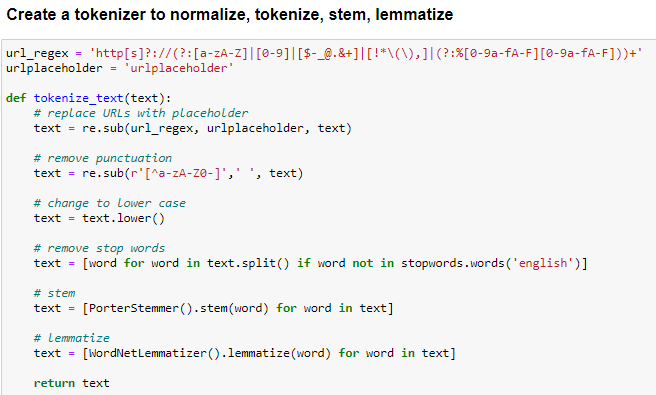 Create a tokenizer to normalize, tokenize, stem, lemmatize
url_regex = 'http[s]?://(?:[a-zA-Z]|[0-9]|[$-_@.&+]|[!*\(\),]|(?:%[0-9a-fA-F][0-9a-fA-F]))+'
urlplaceholder = 'urlplaceholder'
def tokenize_text(text):
# replace URLs with placeholder
text = re.sub(url_regex, urlplaceholder, text)
# remove punctuation
text = re.sub(r'[^a-zA-Z0-]',' ', text)
# change to lower case
text = text.lower()
# remove stop words
text = [word for word in text.split() if word not in stopwords.words('english')]
# stem
text = [PorterStemmer().stem(word) for word in text]
# lemmatize
text = [WordNetLemmatizer().lemmatize(word) for word in text]
return text